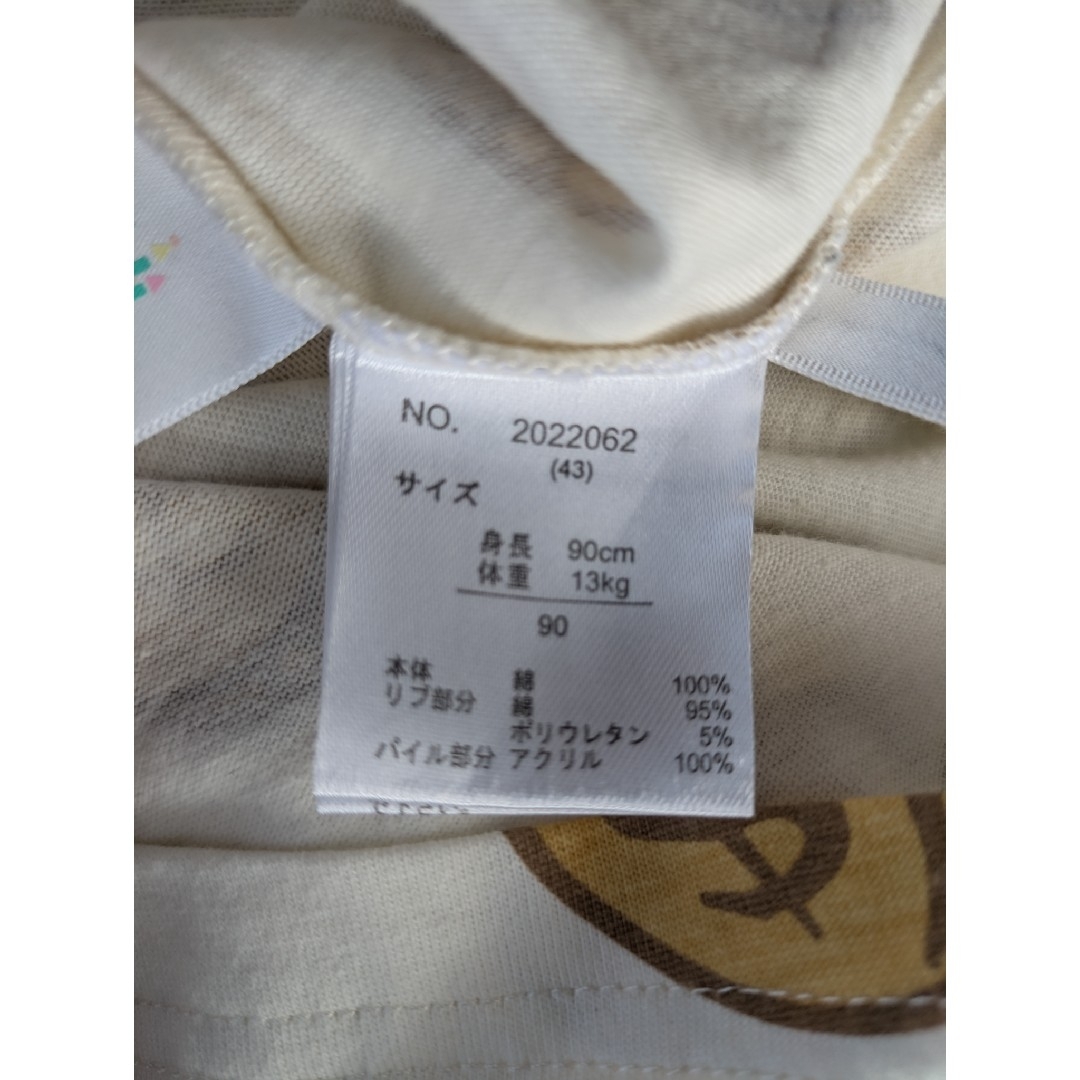 NO. 2022062
(43)
サイズ
身長 90cm
体重 13kg
90
本体 綿 100%
リブ部分 綿 95%
ポリウレタン 5%
パイル部分 アクリル 100%